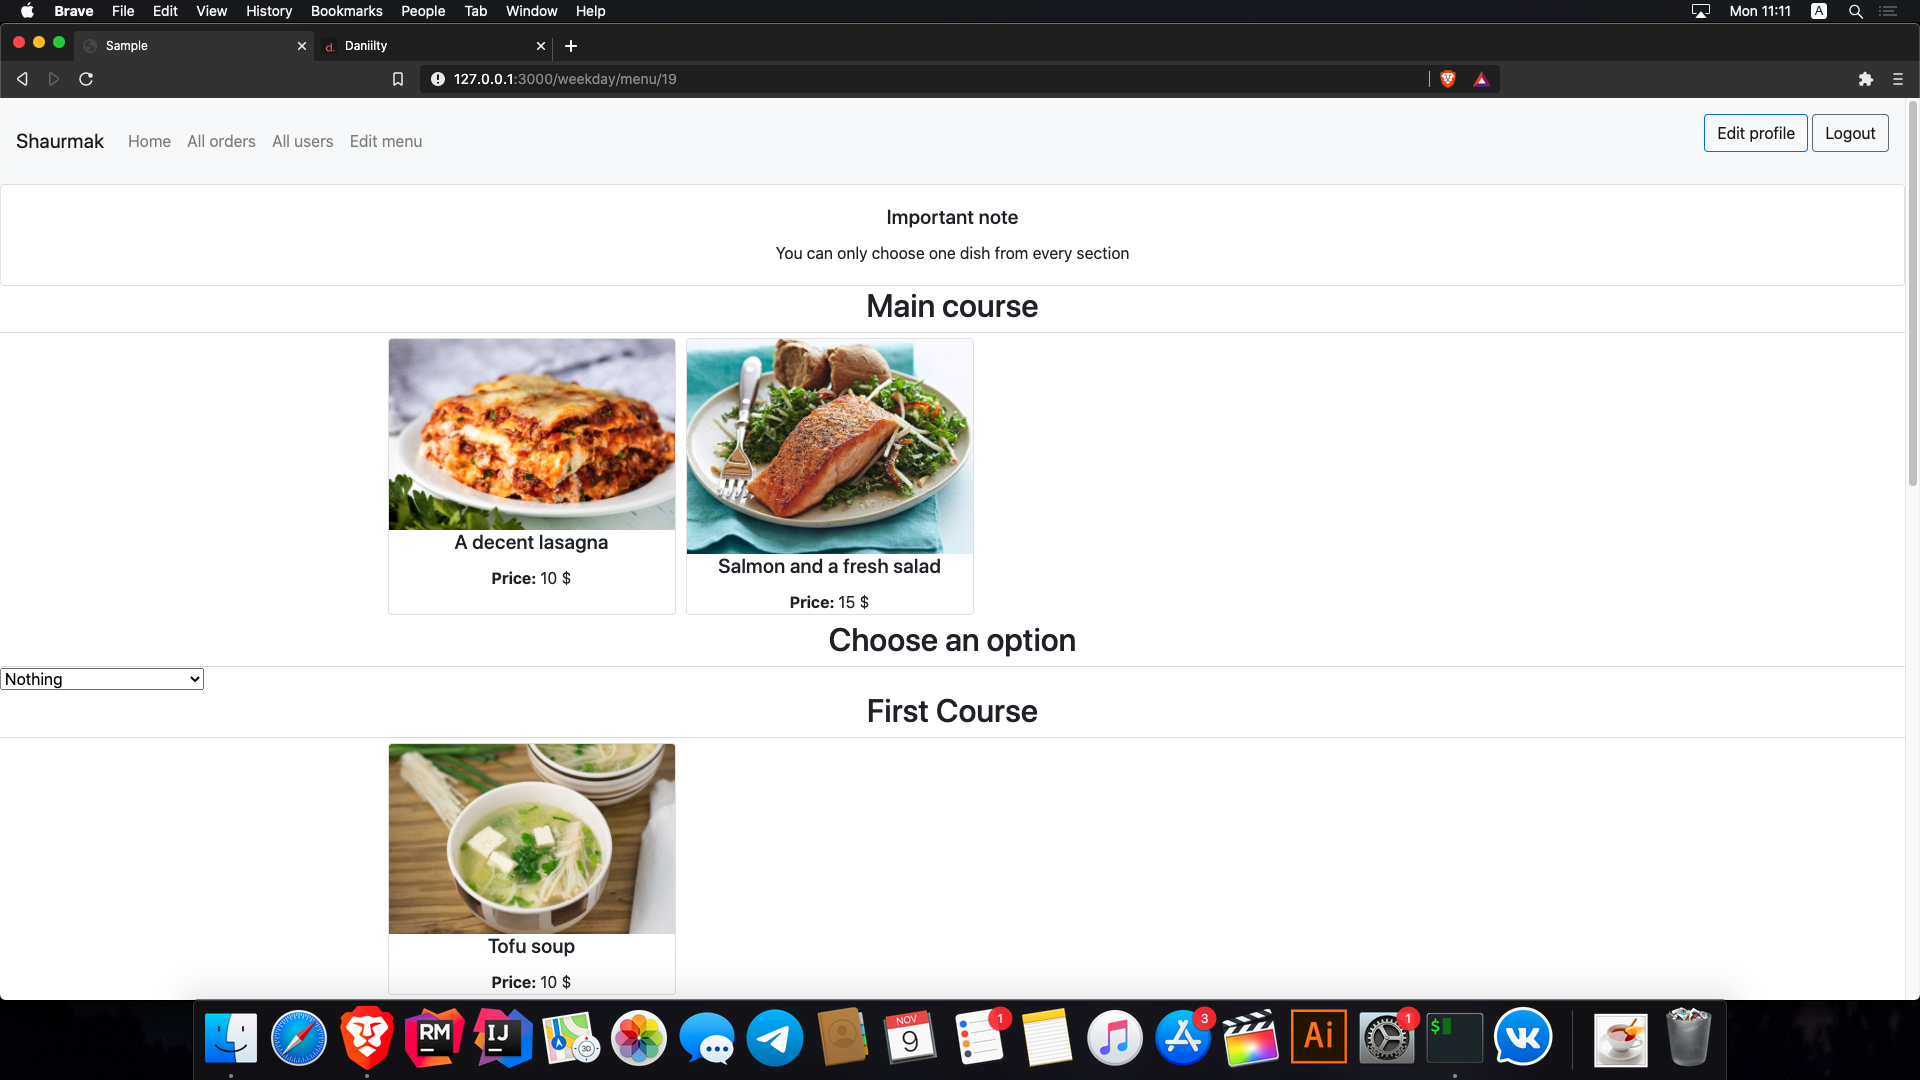 Brave File Edit View History Bookmarks People Tab Window Help Mon 11:11 A
Sample
d. Daniilty
127.0.0.1:3000/weekday/menu/19
Shaurmak Home All orders All users Edit menu Edit profile Logout
Important note
You can only choose one dish from every section
Main course
A decent lasagna
Price: 10 $
Salmon and a fresh salad
Price: 15 $
Choose an option
Nothing
First Course
Tofu soup
Price: 10 $
RM
IJ
3D
NOV
9
1
3
Ai
1
$